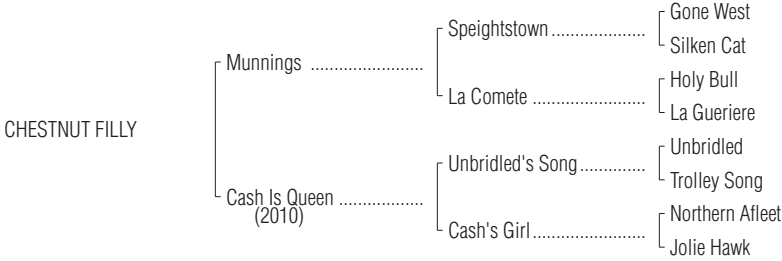 Gone West
Speightstown
Silken Cat
Munnings
Holy Bull
La Comete
La Gueriere
CHESTNUT FILLY
Unbridled
Unbridled's Song
Trolley Song
Cash Is Queen
(2010)
Northern Afleet
Cash's Girl
Jolie Hawk